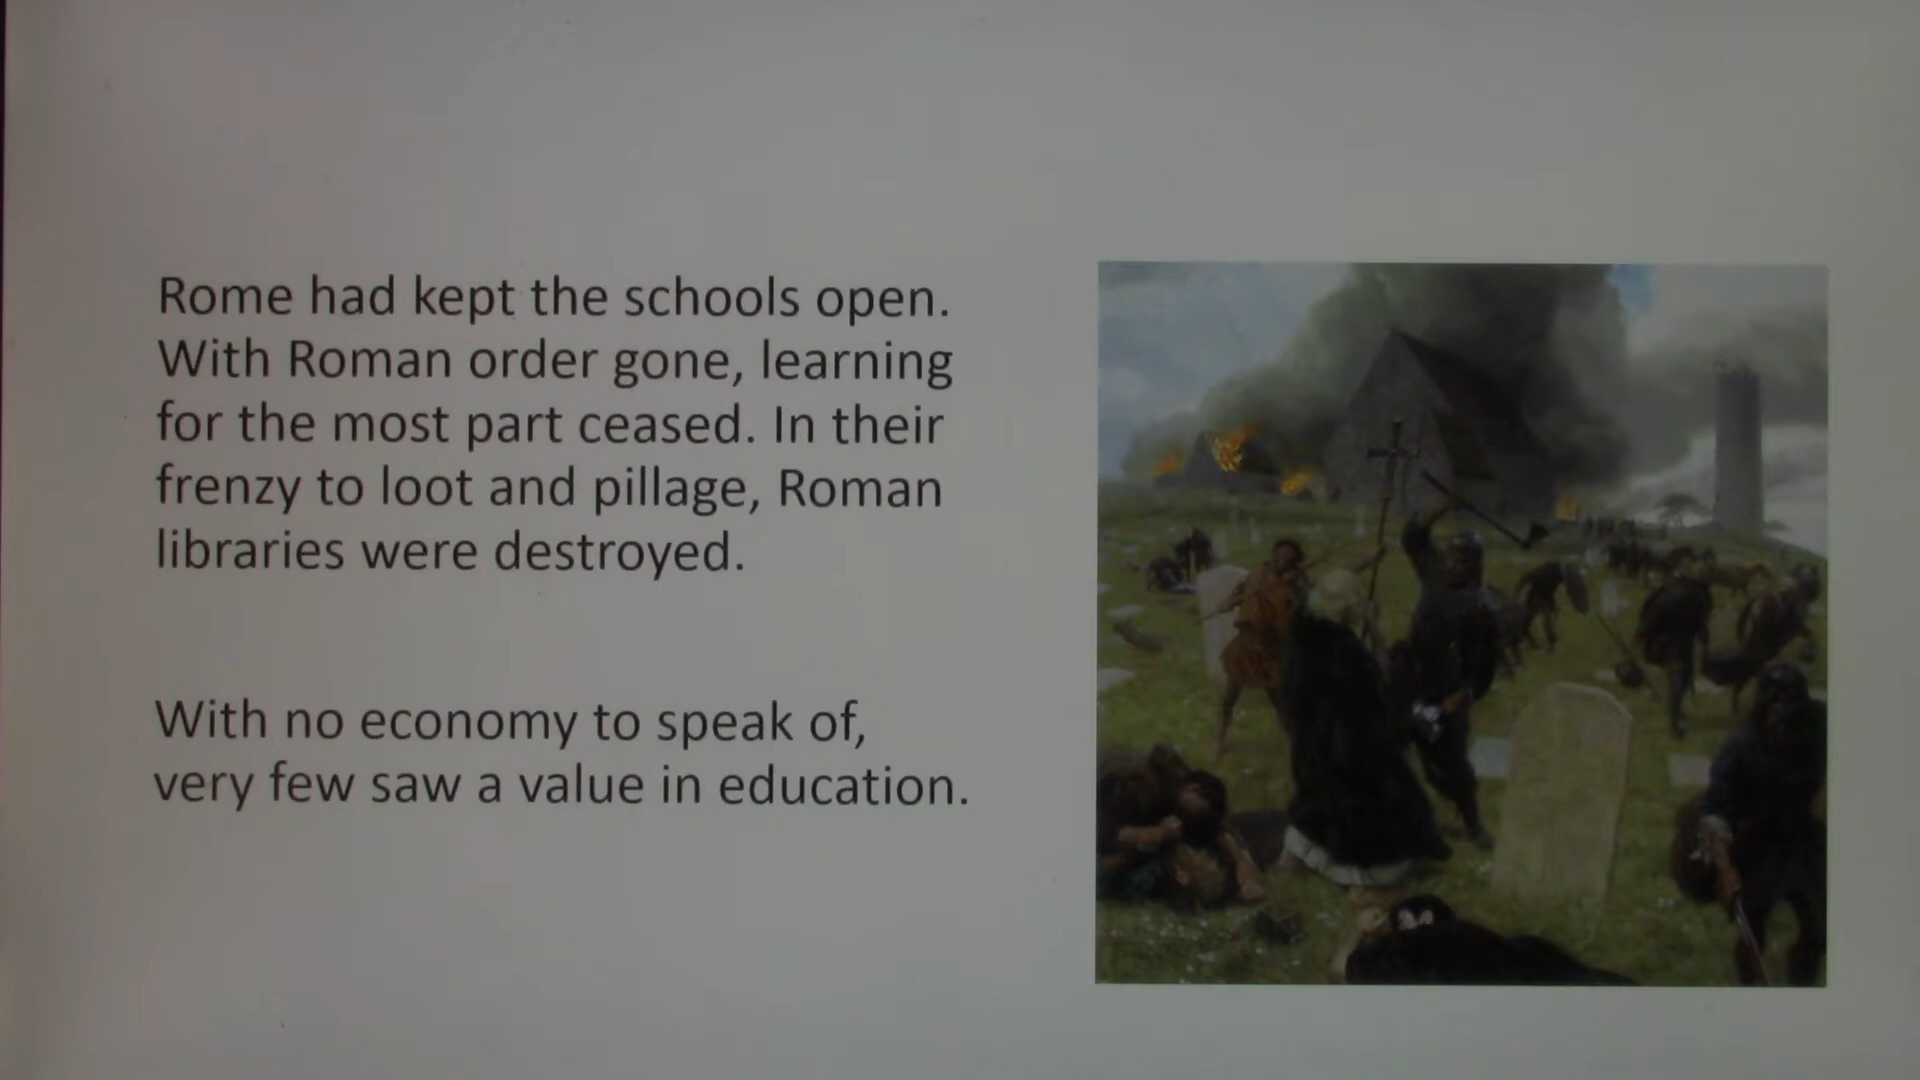 Rome had kept the schools open.
With Roman order gone, learning
for the most part ceased. In their
frenzy to loot and pillage, Roman
libraries were destroyed.
With no economy to speak of,
very few saw a value in education.